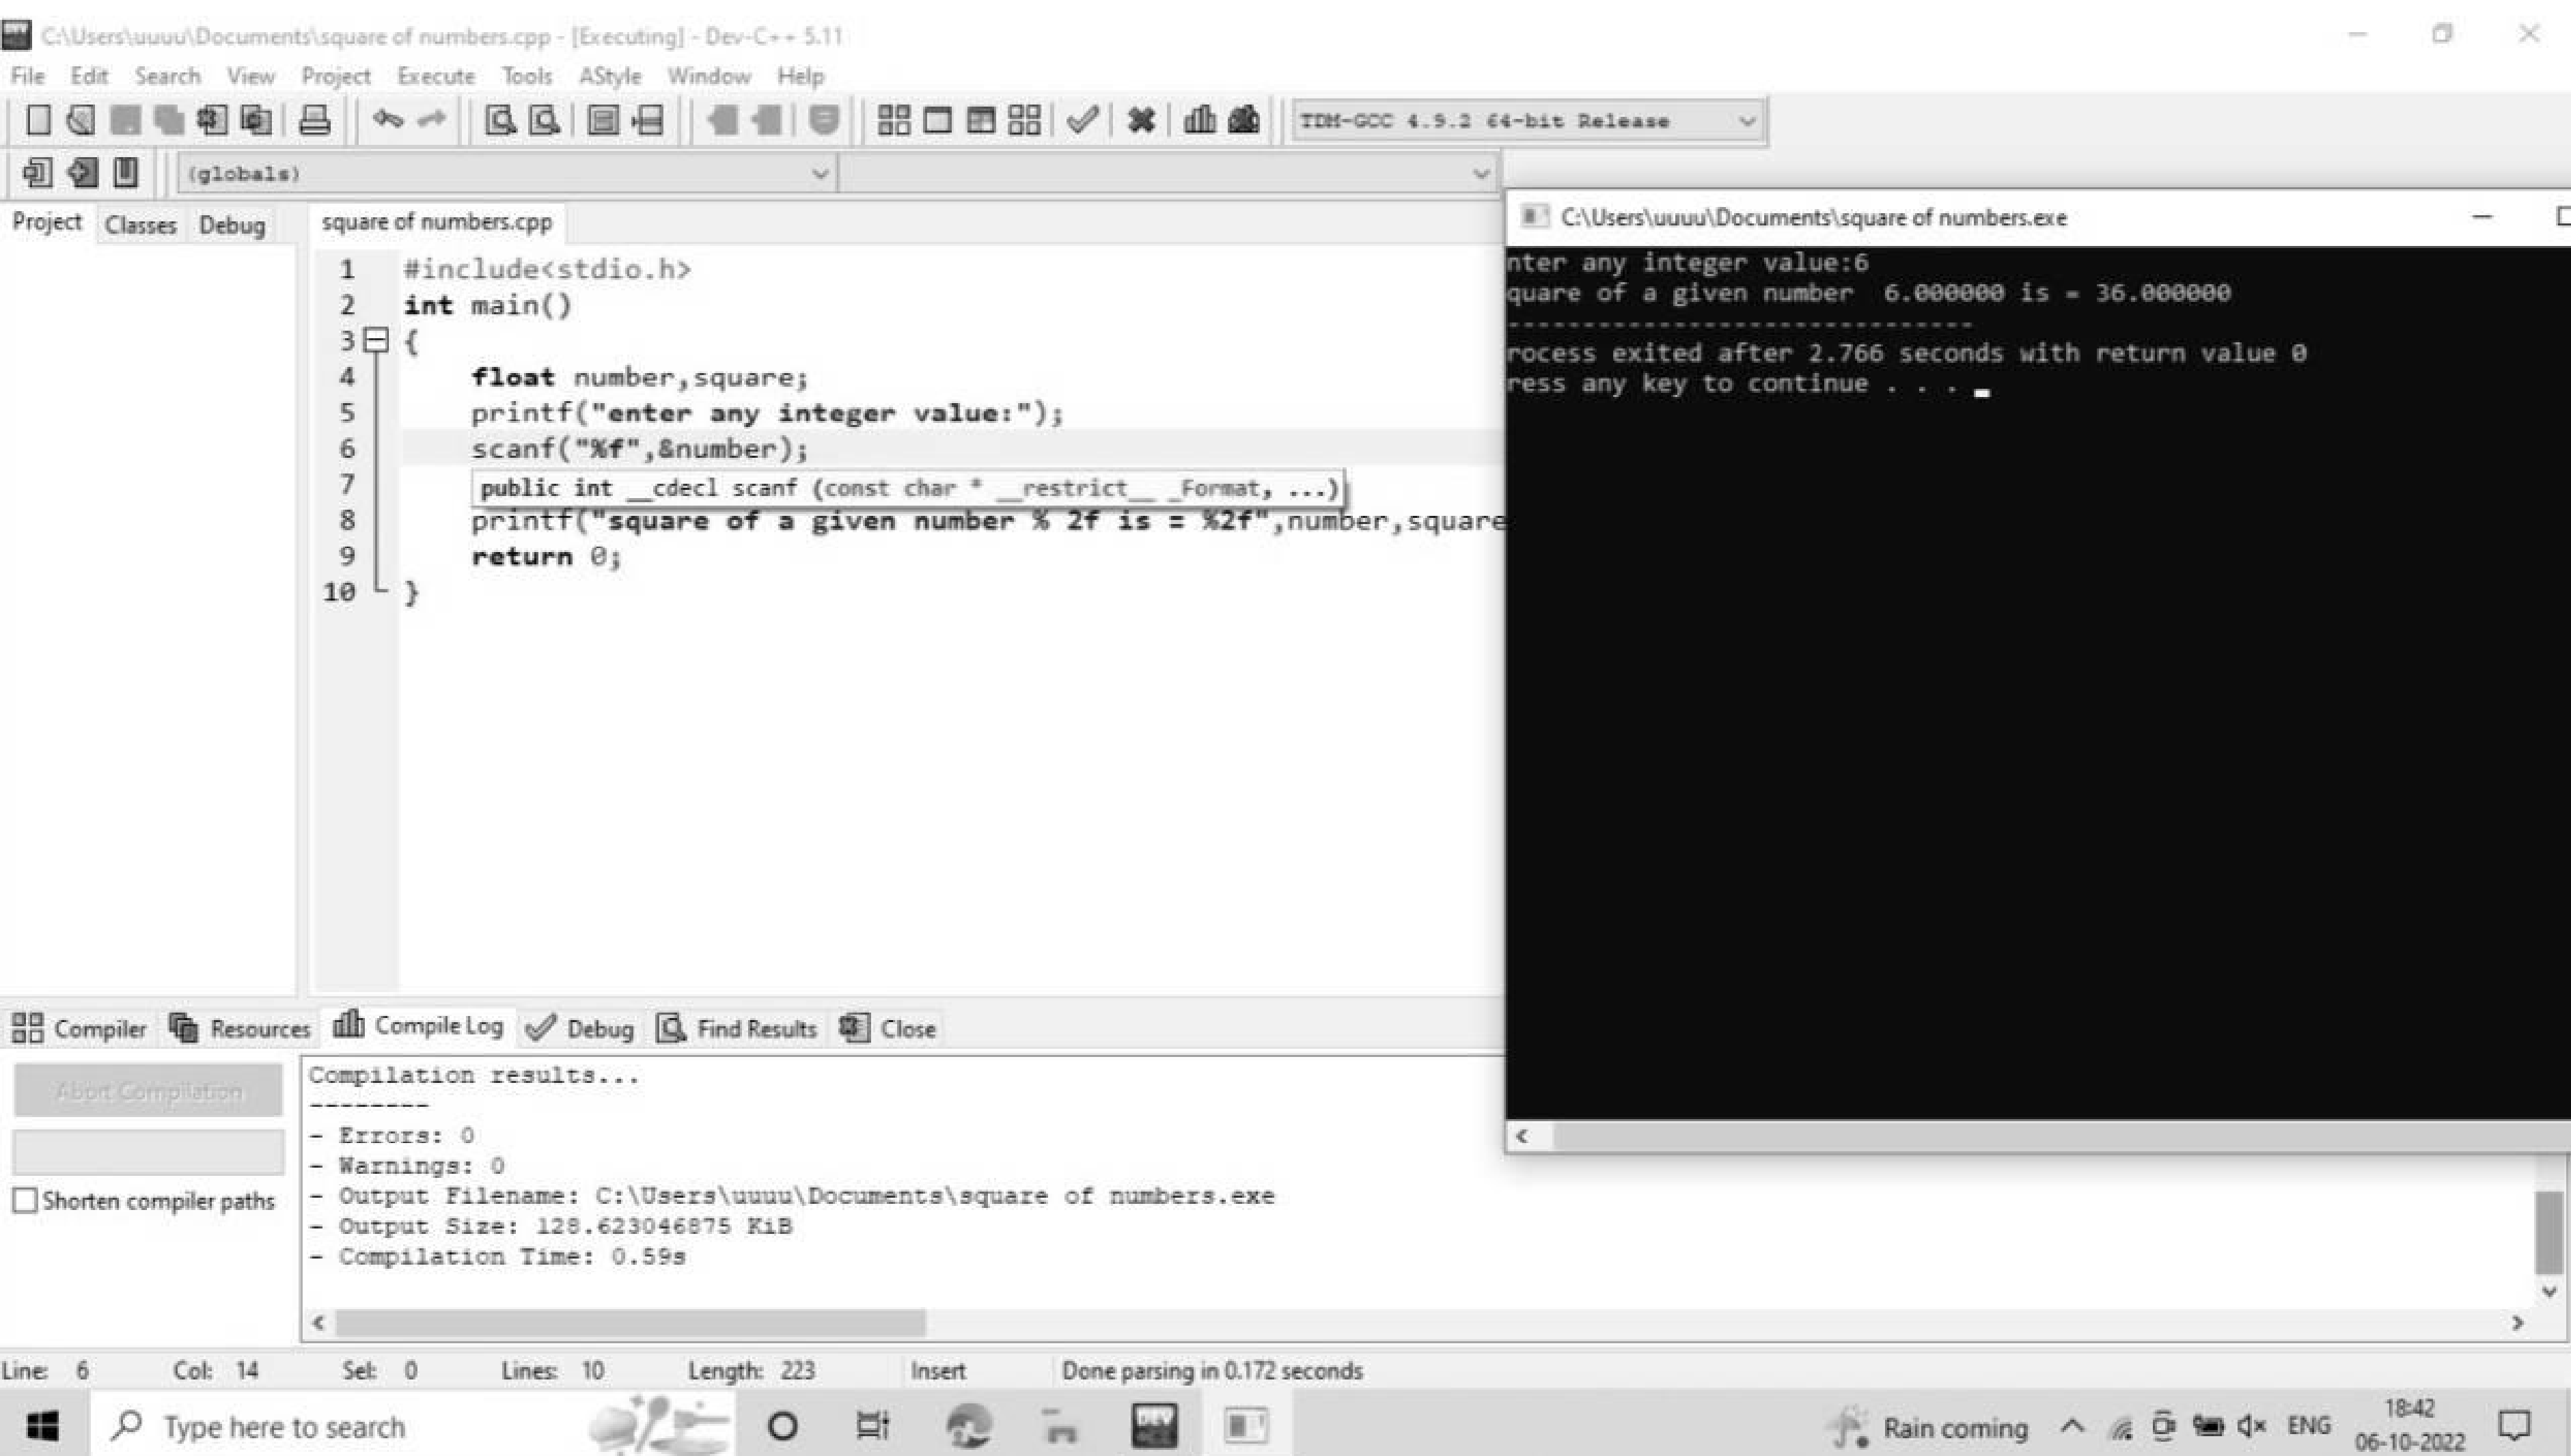 C:\Users\uuuu\Documents\square of numbers.cpp - [Executing] - Dev-C++ 5.11
File Edit Search View Project Execute Tools AStyle Window Help
TDM-GCC 4.9.2 64-bit Release
(globals)
Project Classes Debug
square of numbers.cpp
1 #include<stdio.h>
2 int main()
3 {
4 float number,square;
5 printf("enter any integer value:");
6 scanf("%f",&number);
7 public int __cdecl scanf (const char * __restrict__ _Format, ...)
8 printf("square of a given number % 2f is = %2f",number,square
9 return 0;
10 }
C:\Users\uuuu\Documents\square of numbers.exe
nter any integer value:6
quare of a given number  6.000000 is = 36.000000
-------------------------------
rocess exited after 2.766 seconds with return value 0
ress any key to continue . . .
Compiler Resources Compile Log Debug Find Results Close
Abort Compilation
Shorten compiler paths
Compilation results...
--------
- Errors: 0
- Warnings: 0
- Output Filename: C:\Users\uuuu\Documents\square of numbers.exe
- Output Size: 128.623046875 KiB
- Compilation Time: 0.59s
Line: 6 Col: 14 Sel: 0 Lines: 10 Length: 223 Insert Done parsing in 0.172 seconds
Type here to search
DEV
Rain coming
ENG
18:42
06-10-2022